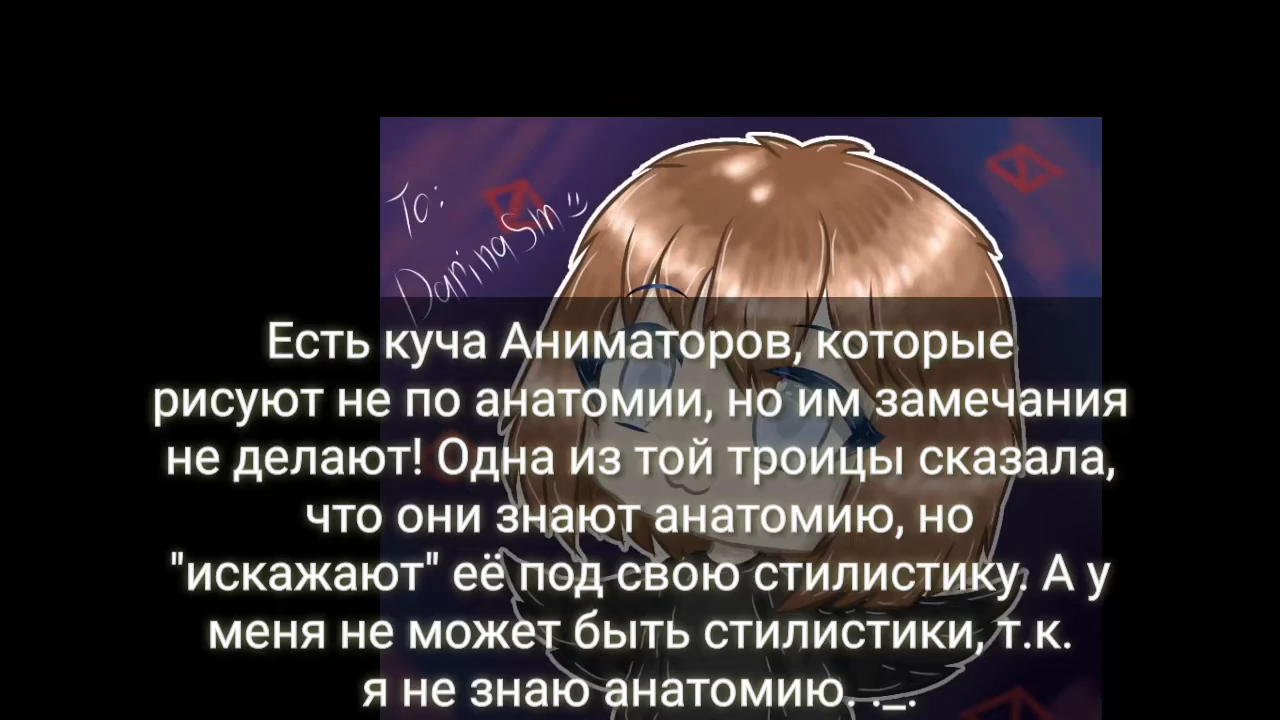 To:
DarinaSm
Есть куча Аниматоров, которые
рисуют не по анатомии, но им замечания
не делают! Одна из той троицы сказала,
что они знают анатомию, но
"искажают" её под свою стилистику. А у
меня не может быть стилистики, т.к.
я не знаю анатомию. ._.